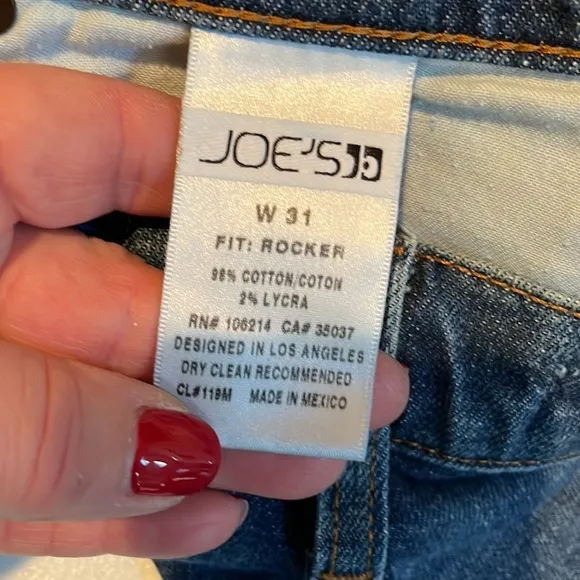 JOE'S
W 31
FIT: ROCKER
98% COTTON/COTON
2% LYCRA
RN# 106214 CA# 35037
DESIGNED IN LOS ANGELES
DRY CLEAN RECOMMENDED
CL#119M MADE IN MEXICO